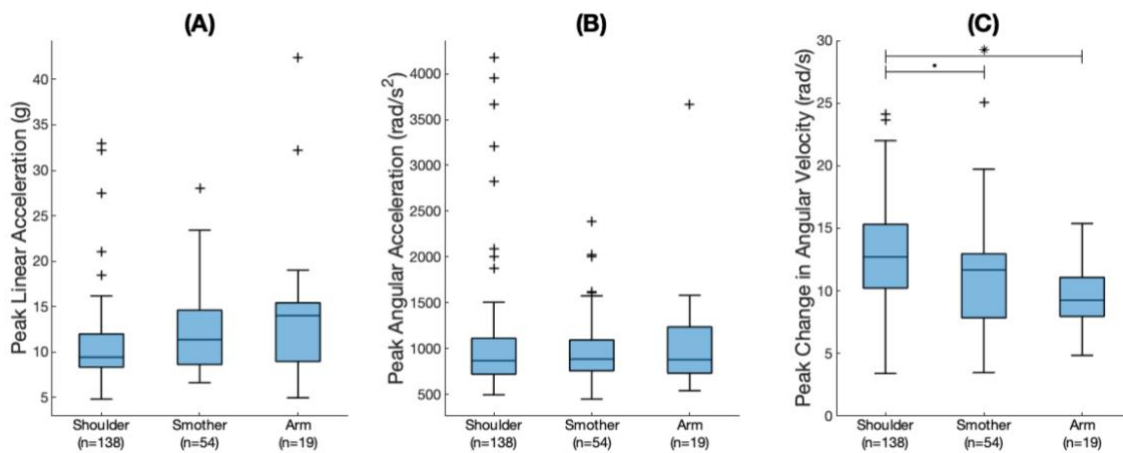 (A)
Peak Linear Acceleration (g)
40
35
30
25
20
15
10
5
Shoulder
(n=138)
Smother
(n=54)
Arm
(n=19)
(B)
Peak Angular Acceleration (rad/s²)
4000
3500
3000
2500
2000
1500
1000
500
Shoulder
(n=138)
Smother
(n=54)
Arm
(n=19)
(C)
Peak Change in Angular Velocity (rad/s)
30
25
20
15
10
5
0
*
Shoulder
(n=138)
Smother
(n=54)
Arm
(n=19)